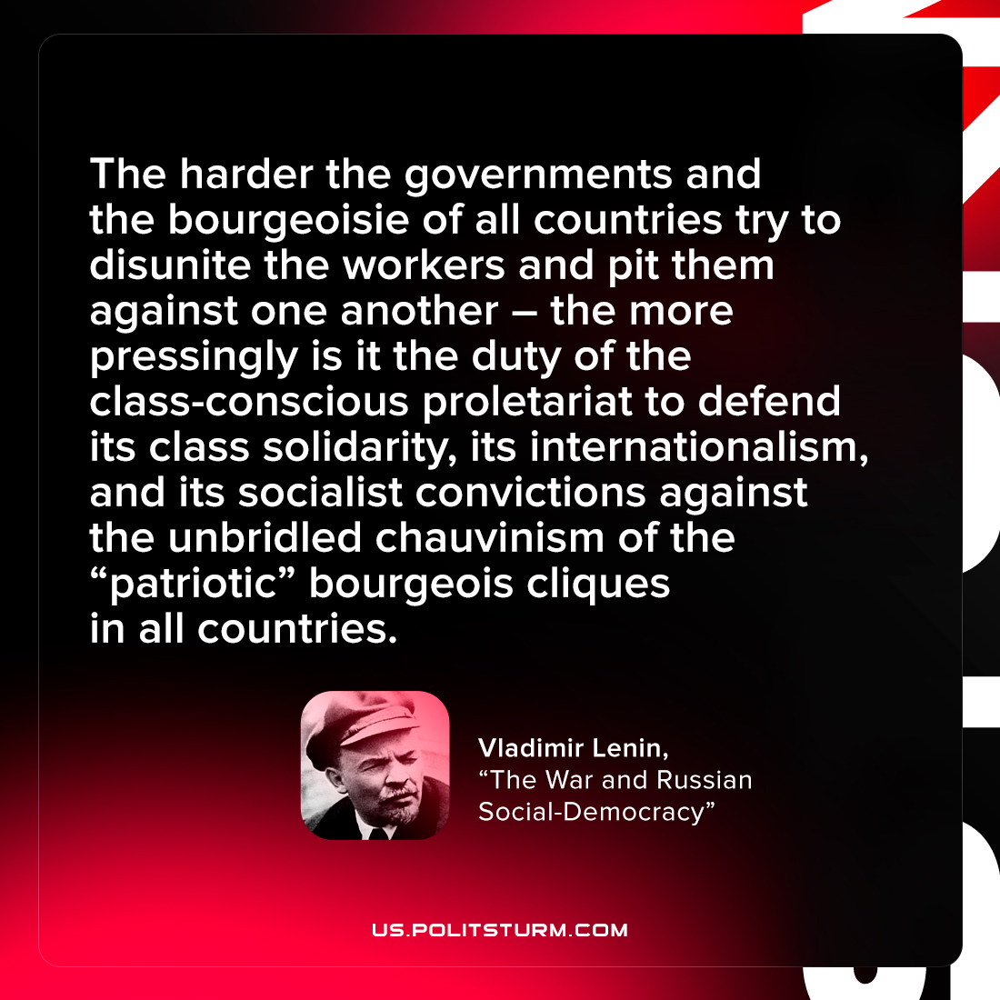 The harder the governments and
the bourgeoisie of all countries try to
disunite the workers and pit them
against one another – the more
pressingly is it the duty of the
class-conscious proletariat to defend
its class solidarity, its internationalism,
and its socialist convictions against
the unbridled chauvinism of the
“patriotic” bourgeois cliques
in all countries.
Vladimir Lenin,
“The War and Russian
Social-Democracy”
US.POLITSTURM.COM